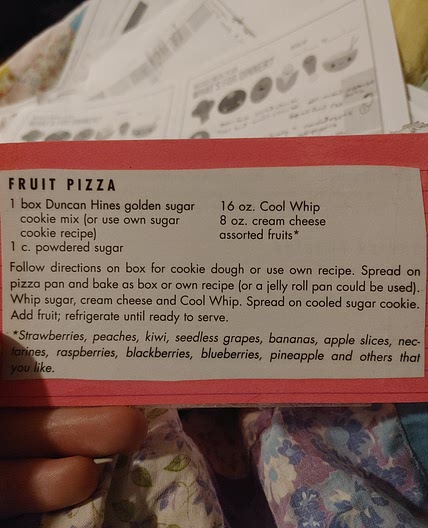 WHAT'S FOR DINNER?
FRUIT PIZZA
1 box Duncan Hines golden sugar
cookie mix (or use own sugar
cookie recipe)
1 c. powdered sugar
16 oz. Cool Whip
8 oz. cream cheese
assorted fruits*
Follow directions on box for cookie dough or use own recipe. Spread on
pizza pan and bake as box or own recipe (or a jelly roll pan could be used).
Whip sugar, cream cheese and Cool Whip. Spread on cooled sugar cookie.
Add fruit; refrigerate until ready to serve.
*Strawberries, peaches, kiwi, seedless grapes, bananas, apple slices, nec-
tarines, raspberries, blackberries, blueberries, pineapple and others that
you like.